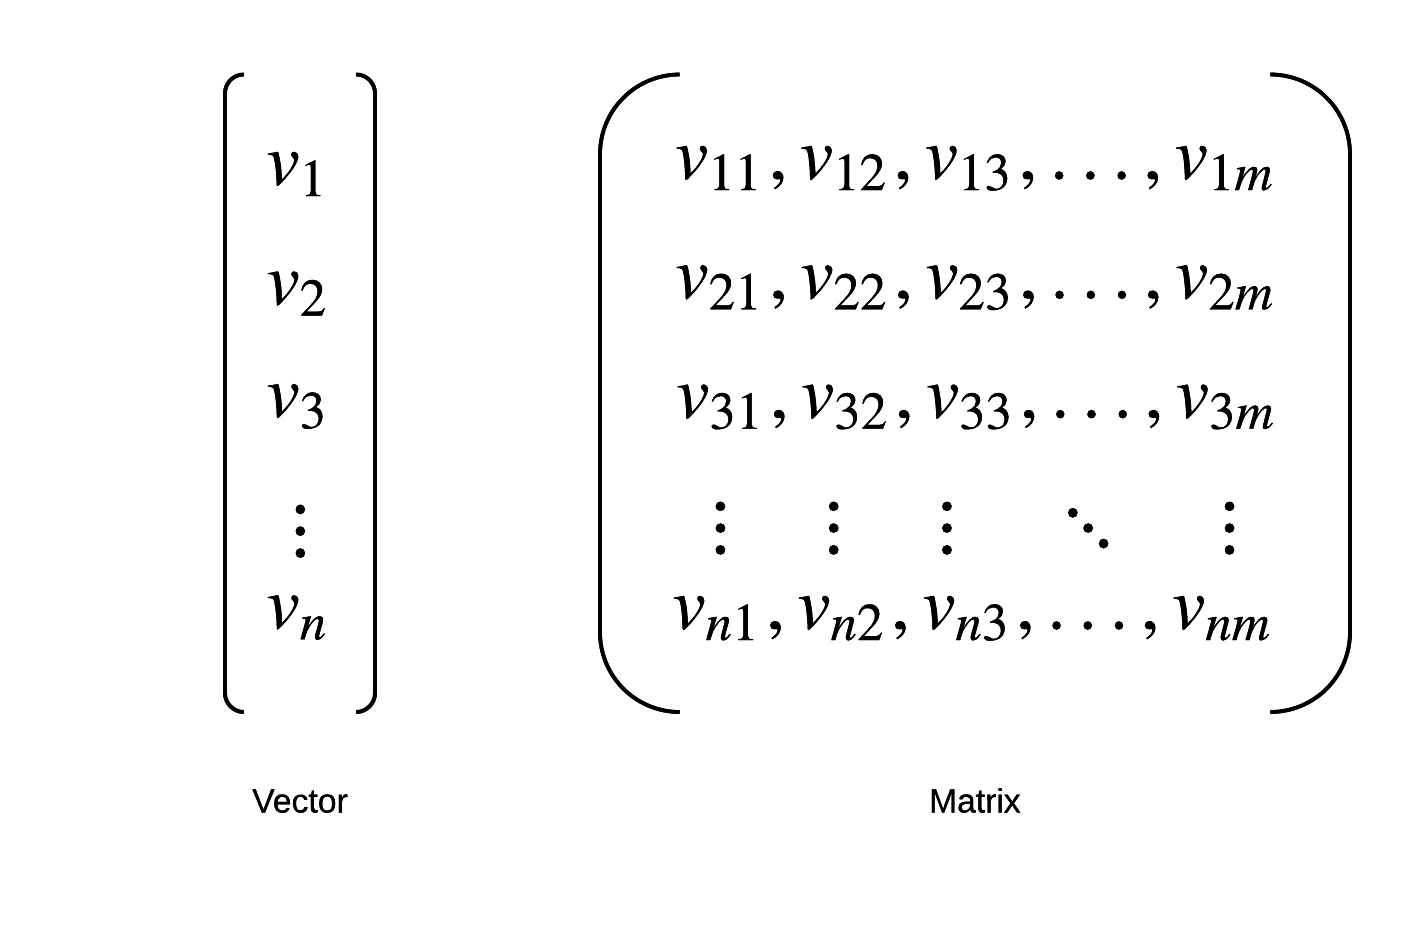 v₁
v₂
v₃
⋮
vₙ
v₁₁, v₁₂, v₁₃, . . . , v₁ₘ
v₂₁, v₂₂, v₂₃, . . . , v₂ₘ
v₃₁, v₃₂, v₃₃, . . . , v₃ₘ
⋮ ⋮ ⋮ ⋱ ⋮
vₙ₁, vₙ₂, vₙ₃, . . . , vₙₘ
Vector
Matrix